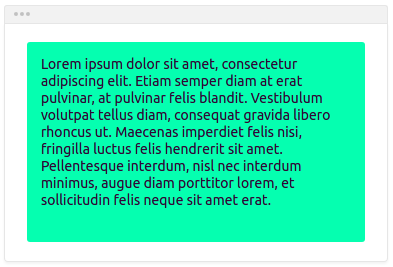 Lorem ipsum dolor sit amet, consectetur
adipiscing elit. Etiam semper diam at erat
pulvinar, at pulvinar felis blandit. Vestibulum
volutpat tellus diam, consequat gravida libero
rhoncus ut. Maecenas imperdiet felis nisi,
fringilla luctus felis hendrerit sit amet.
Pellentesque interdum, nisl nec interdum
minimus, augue diam porttitor lorem, et
sollicitudin felis neque sit amet erat.